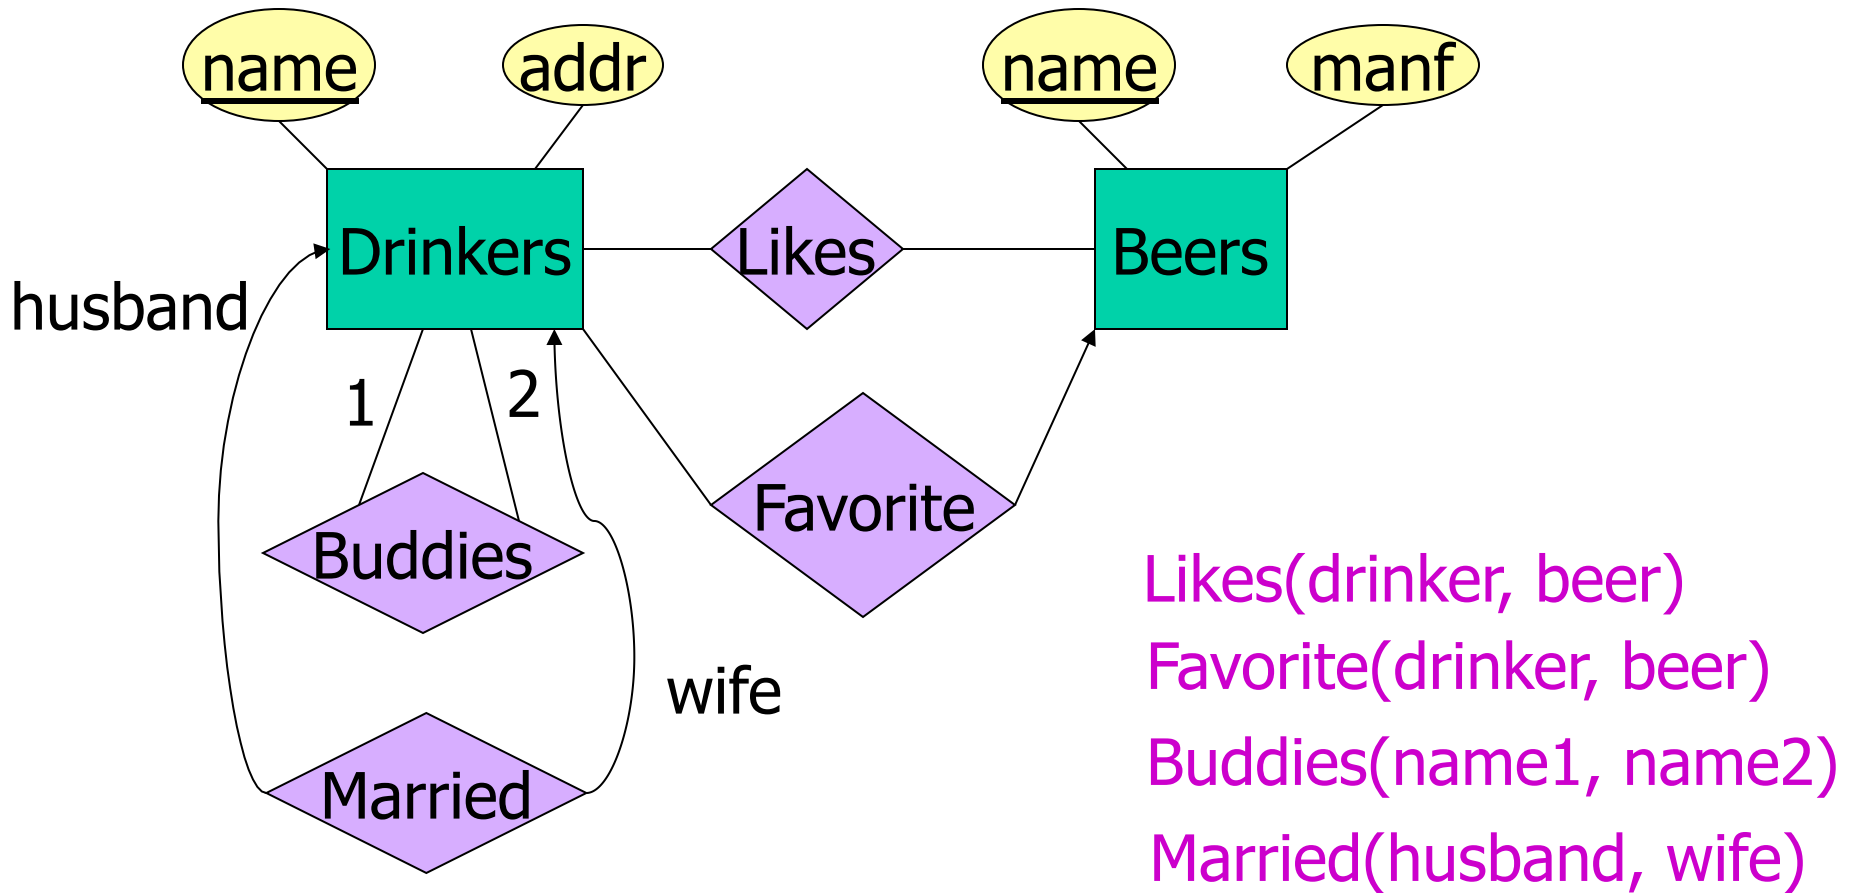 name
addr
name
manf
Drinkers
Likes
Beers
husband
1
2
Favorite
Buddies
wife
Married
Likes(drinker, beer)
Favorite(drinker, beer)
Buddies(name1, name2)
Married(husband, wife)